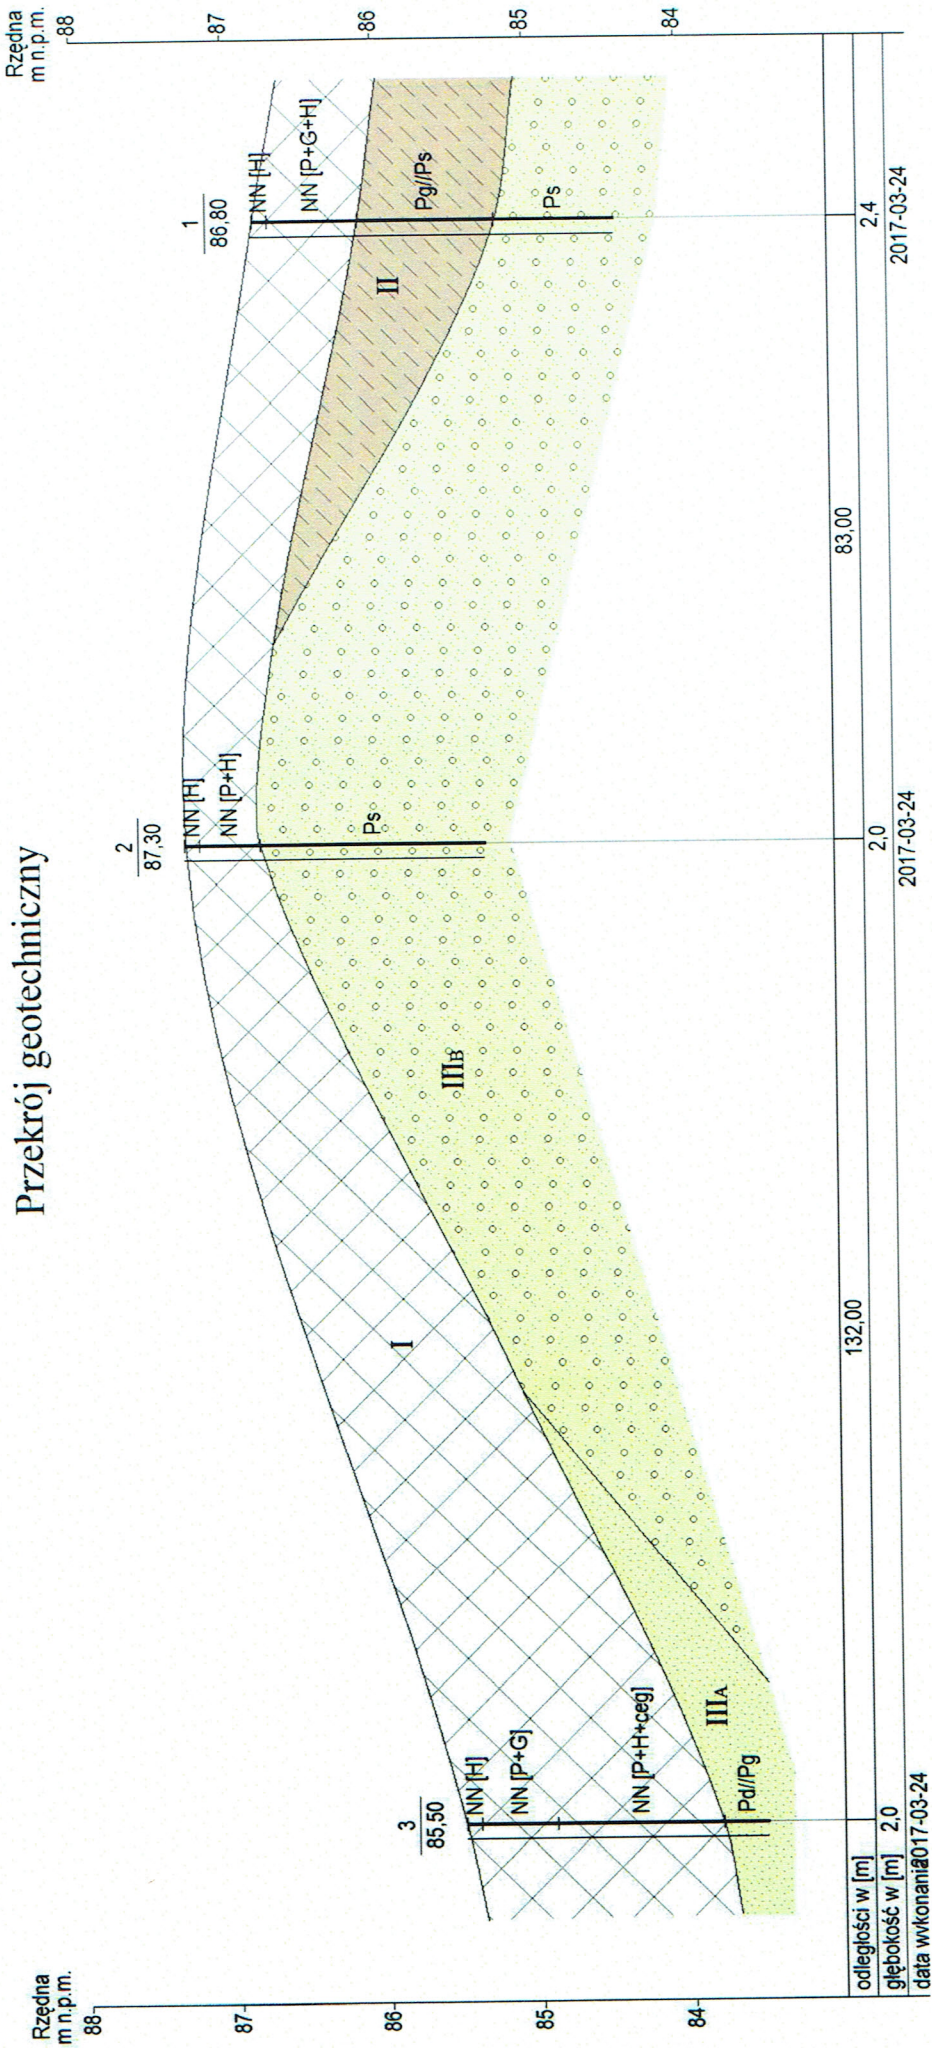 Przekrój geotechniczny
Rzędna
m n.p.m.
88
87
86
85
84
Rzędna
m n.p.m.
88
87
86
85
84
3
85,50
NN [H]
NN [P+G]
NN [P+H+ceg]
Pd//Pg
2
87,30
NN [H]
NN [P+H]
Ps
1
86,80
NN [H]
NN [P+G+H]
Pg//Ps
Ps
I
II
IIIA
IIIB
odległości w [m]
132,00
83,00
głębokość w [m]
2,0
2,0
2,4
data wykonania
2017-03-24
2017-03-24
2017-03-24